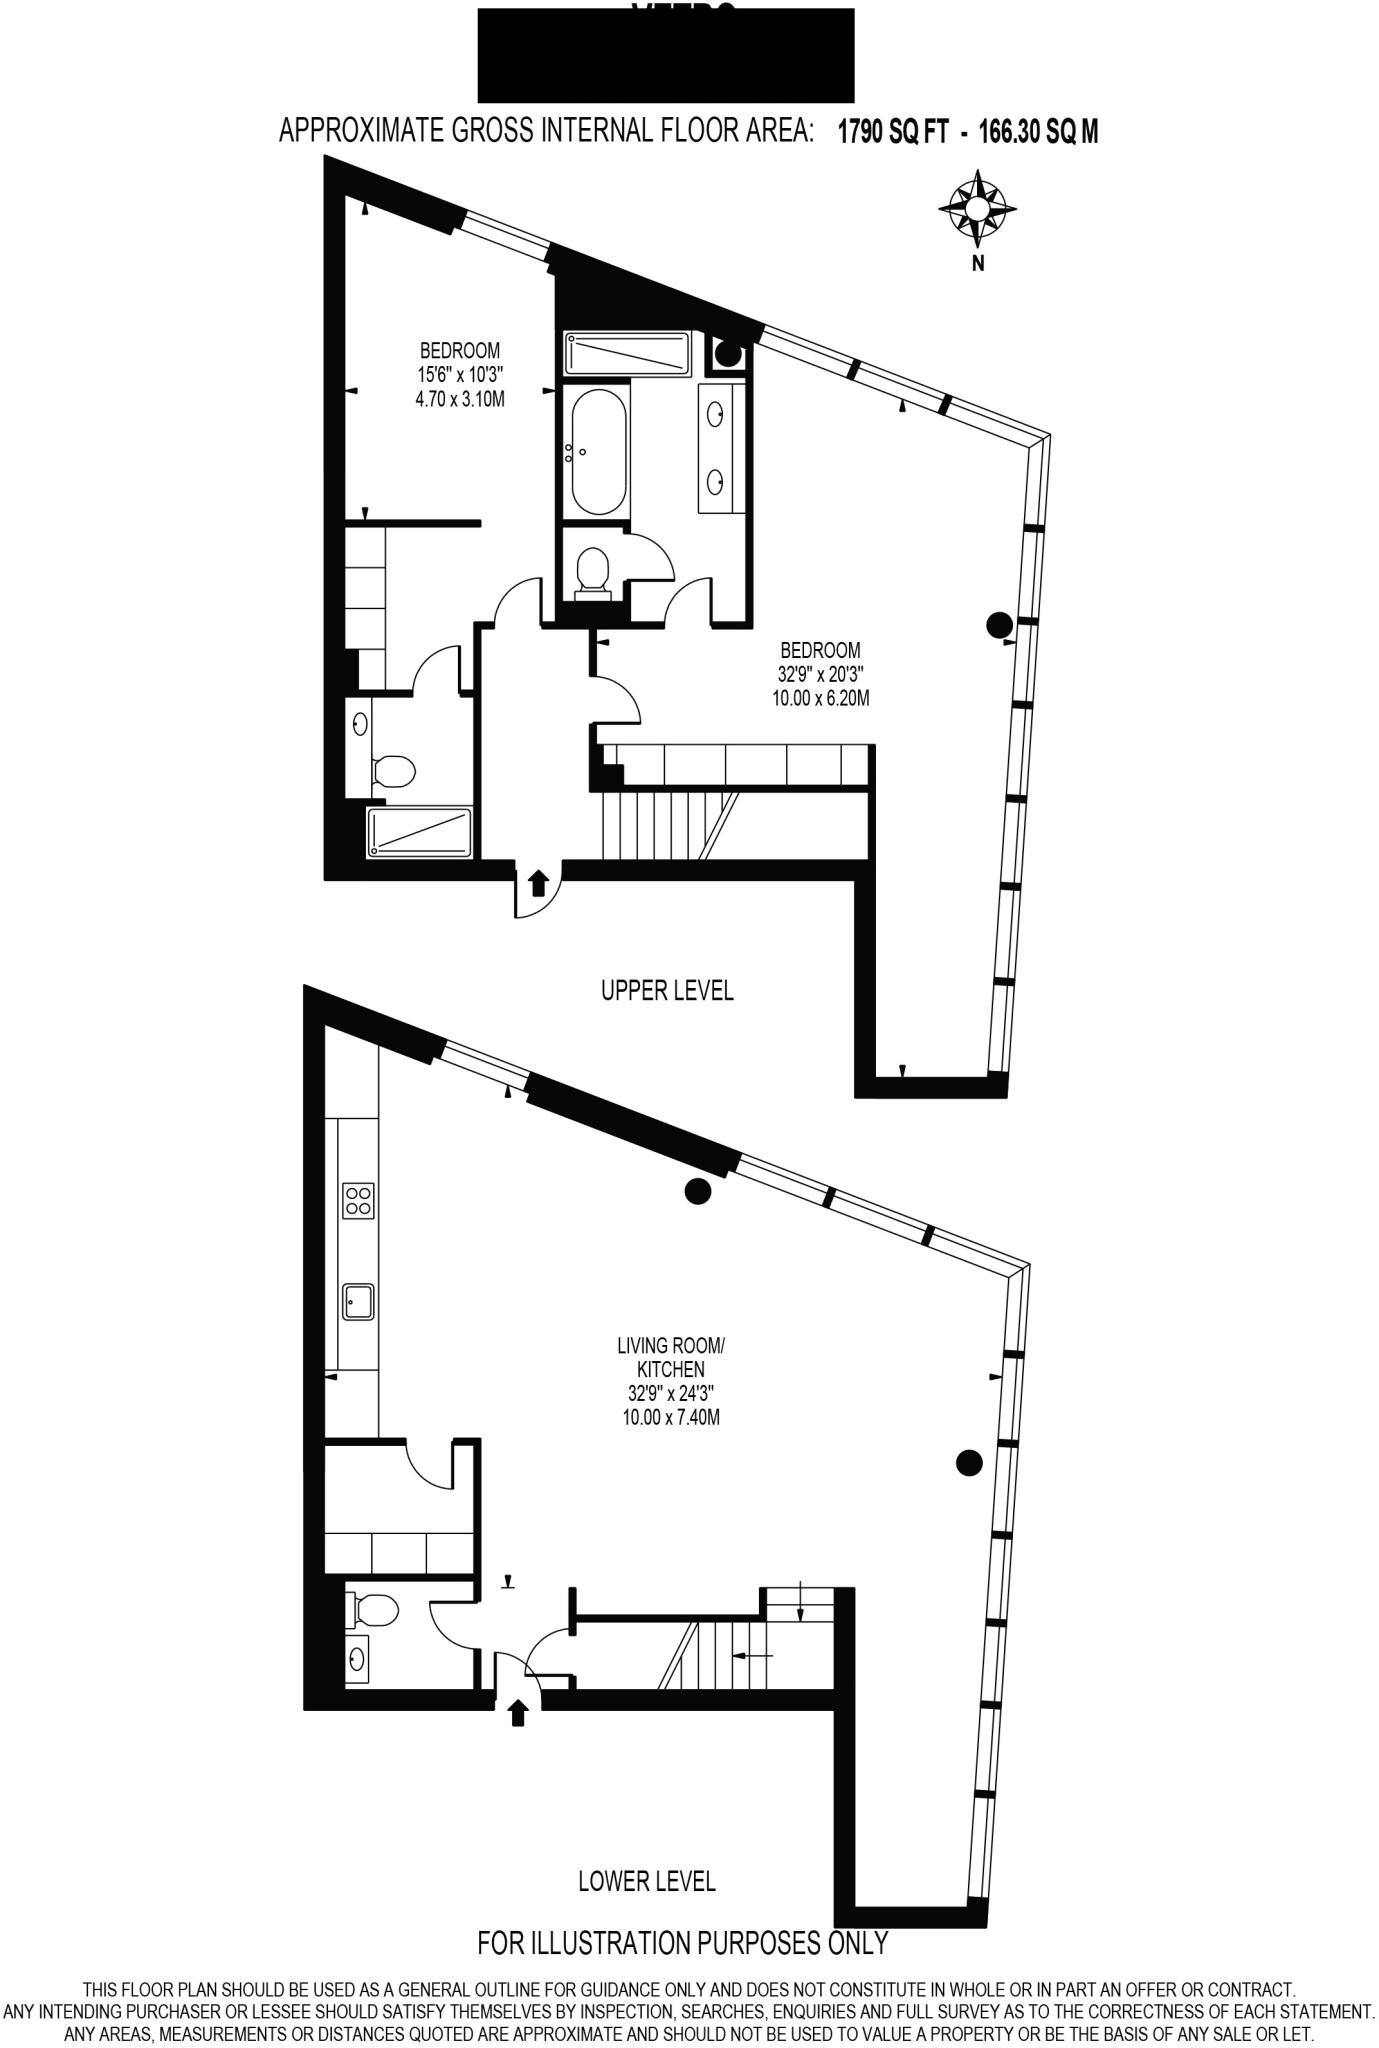 APPROXIMATE GROSS INTERNAL FLOOR AREA: 1790 SQ FT - 166.30 SQ M
N
BEDROOM
15'6" x 10'3"
4.70 x 3.10M
BEDROOM
32'9" x 20'3"
10.00 x 6.20M
UPPER LEVEL
LIVING ROOM/
KITCHEN
32'9" x 24'3"
10.00 x 7.40M
LOWER LEVEL
FOR ILLUSTRATION PURPOSES ONLY
THIS FLOOR PLAN SHOULD BE USED AS A GENERAL OUTLINE FOR GUIDANCE ONLY AND DOES NOT CONSTITUTE IN WHOLE OR IN PART AN OFFER OR CONTRACT.
ANY INTENDING PURCHASER OR LESSEE SHOULD SATISFY THEMSELVES BY INSPECTION, SEARCHES, ENQUIRIES AND FULL SURVEY AS TO THE CORRECTNESS OF EACH STATEMENT.
ANY AREAS, MEASUREMENTS OR DISTANCES QUOTED ARE APPROXIMATE AND SHOULD NOT BE USED TO VALUE A PROPERTY OR BE THE BASIS OF ANY SALE OR LET.